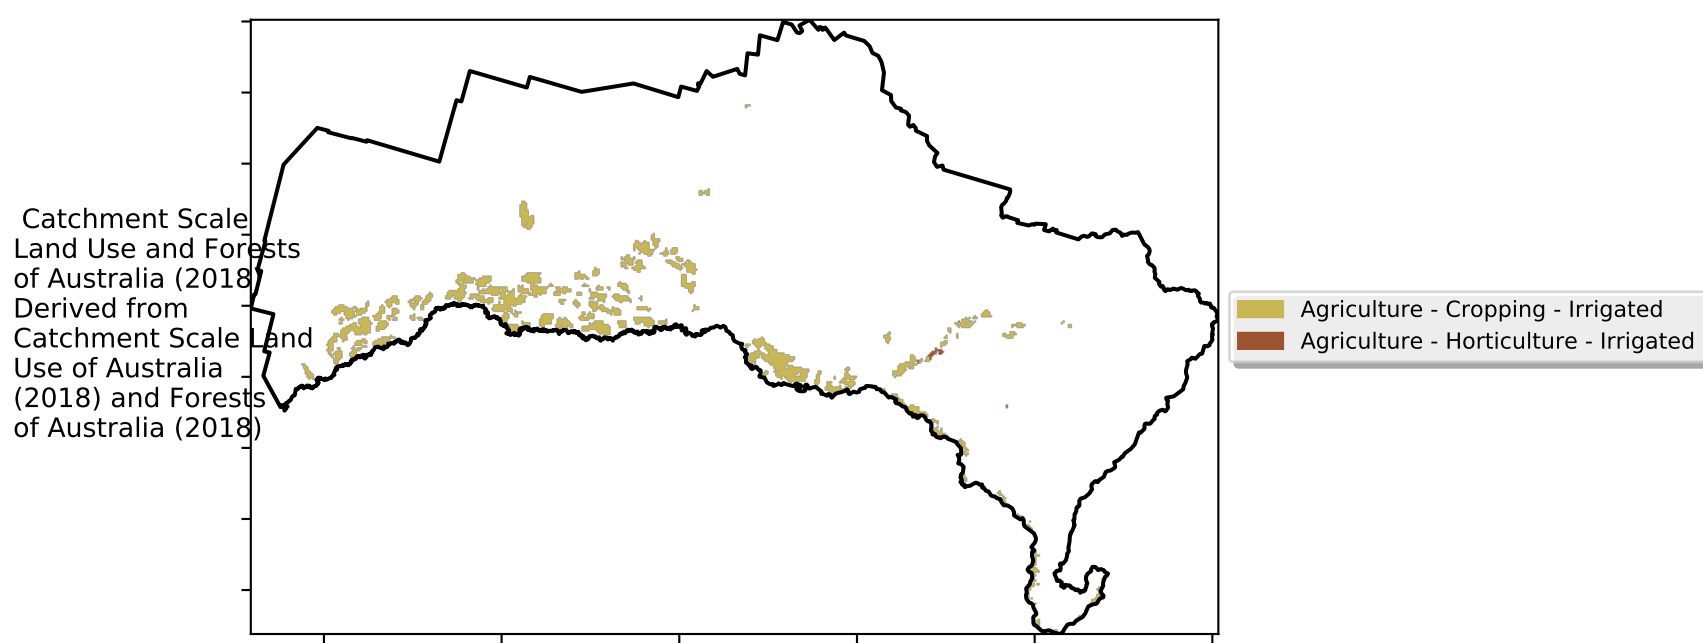 Catchment Scale
Land Use and Forests
of Australia (2018)
Derived from
Catchment Scale Land
Use of Australia
(2018) and Forests
of Australia (2018)
Agriculture - Cropping - Irrigated
Agriculture - Horticulture - Irrigated